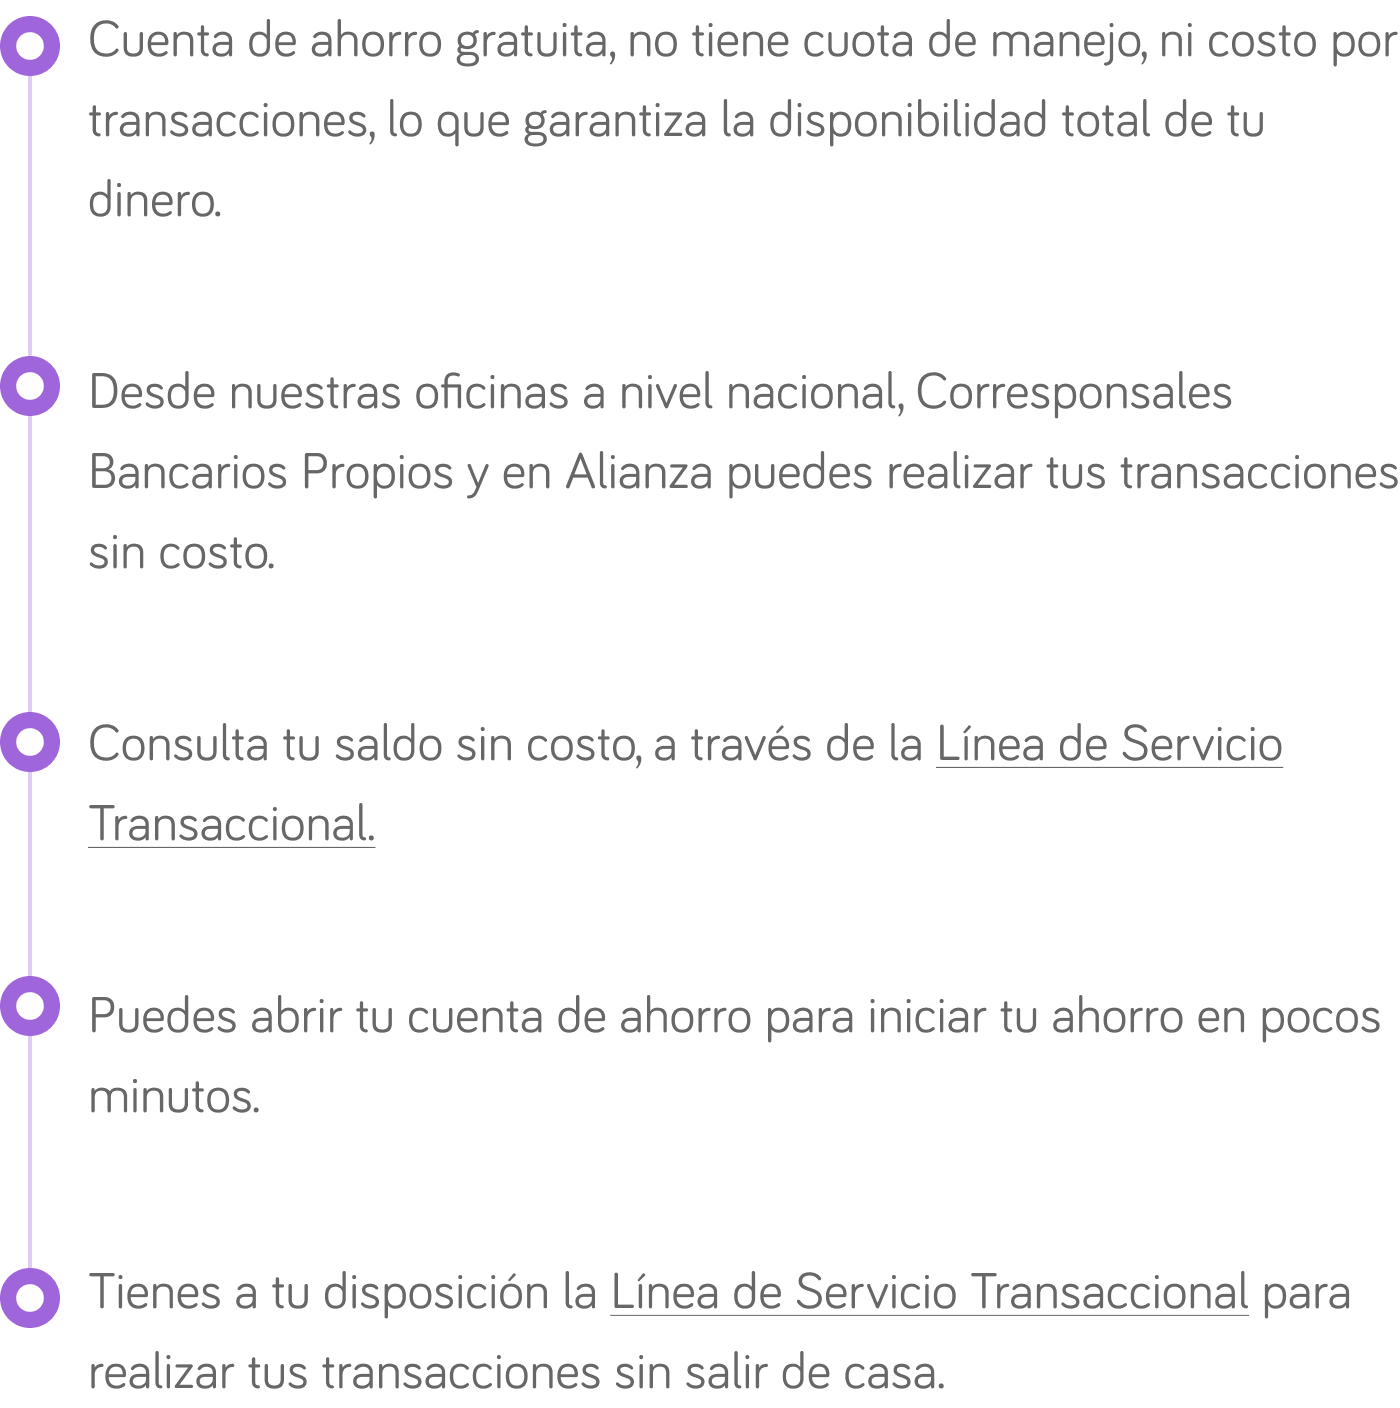 Cuenta de ahorro gratuita, no tiene cuota de manejo, ni costo por
transacciones, lo que garantiza la disponibilidad total de tu
dinero.
Desde nuestras oficinas a nivel nacional, Corresponsales
Bancarios Propios y en Alianza puedes realizar tus transacciones
sin costo.
Consulta tu saldo sin costo, a través de la Línea de Servicio
Transaccional.
Puedes abrir tu cuenta de ahorro para iniciar tu ahorro en pocos
minutos.
Tienes a tu disposición la Línea de Servicio Transaccional para
realizar tus transacciones sin salir de casa.